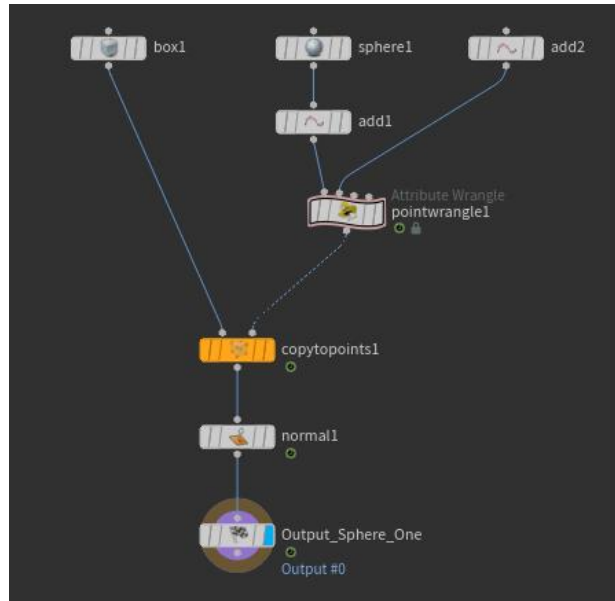 box1
sphere1
add2
add1
Attribute Wrangle
pointwrangle1
copytopoints1
normal1
Output_Sphere_One
Output #0